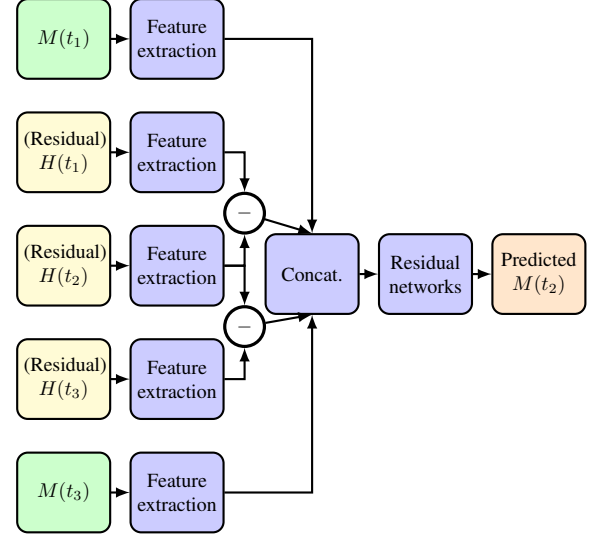 M(t₁)
Feature
extraction
(Residual)
H(t₁)
Feature
extraction
−
(Residual)
H(t₂)
Feature
extraction
Concat.
Residual
networks
Predicted
M(t₂)
−
(Residual)
H(t₃)
Feature
extraction
M(t₃)
Feature
extraction